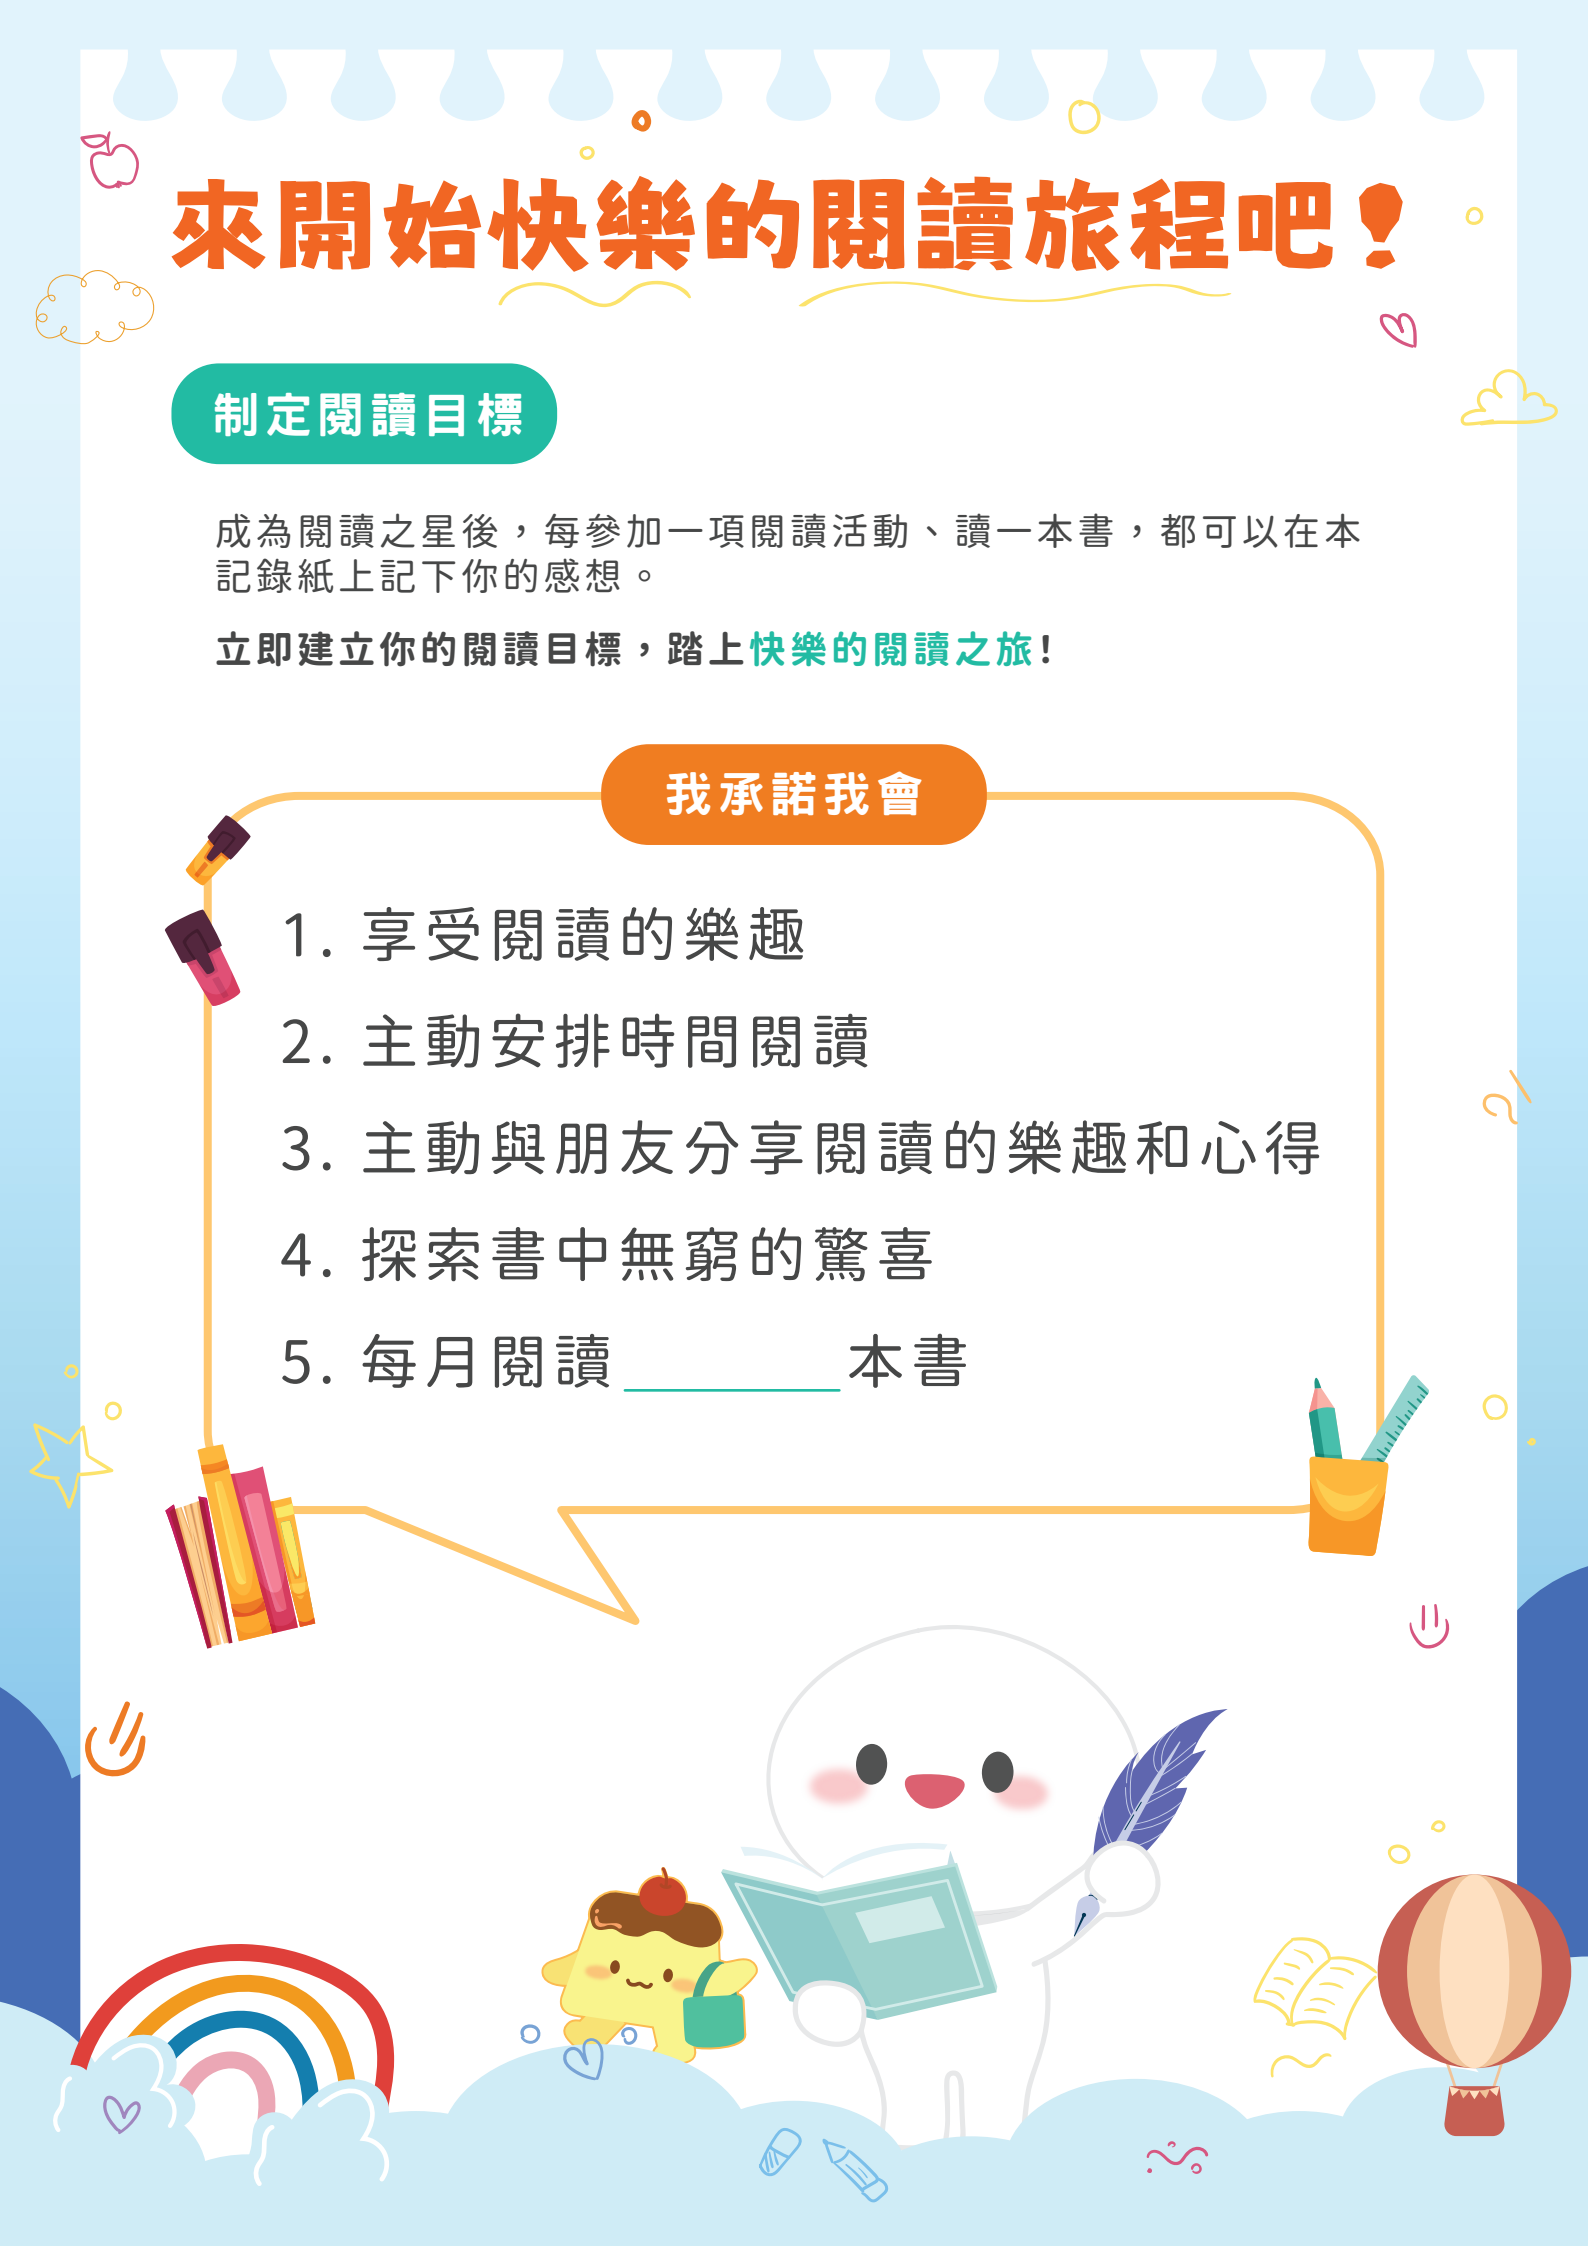 來開始快樂的閱讀旅程吧！
制定閱讀目標
成為閱讀之星後，每參加一項閱讀活動、讀一本書，都可以在本
記錄紙上記下你的感想。
立即建立你的閱讀目標，踏上快樂的閱讀之旅!
我承諾我會
1. 享受閱讀的樂趣
2. 主動安排時間閱讀
3. 主動與朋友分享閱讀的樂趣和心得
4. 探索書中無窮的驚喜
5. 每月閱讀________本書